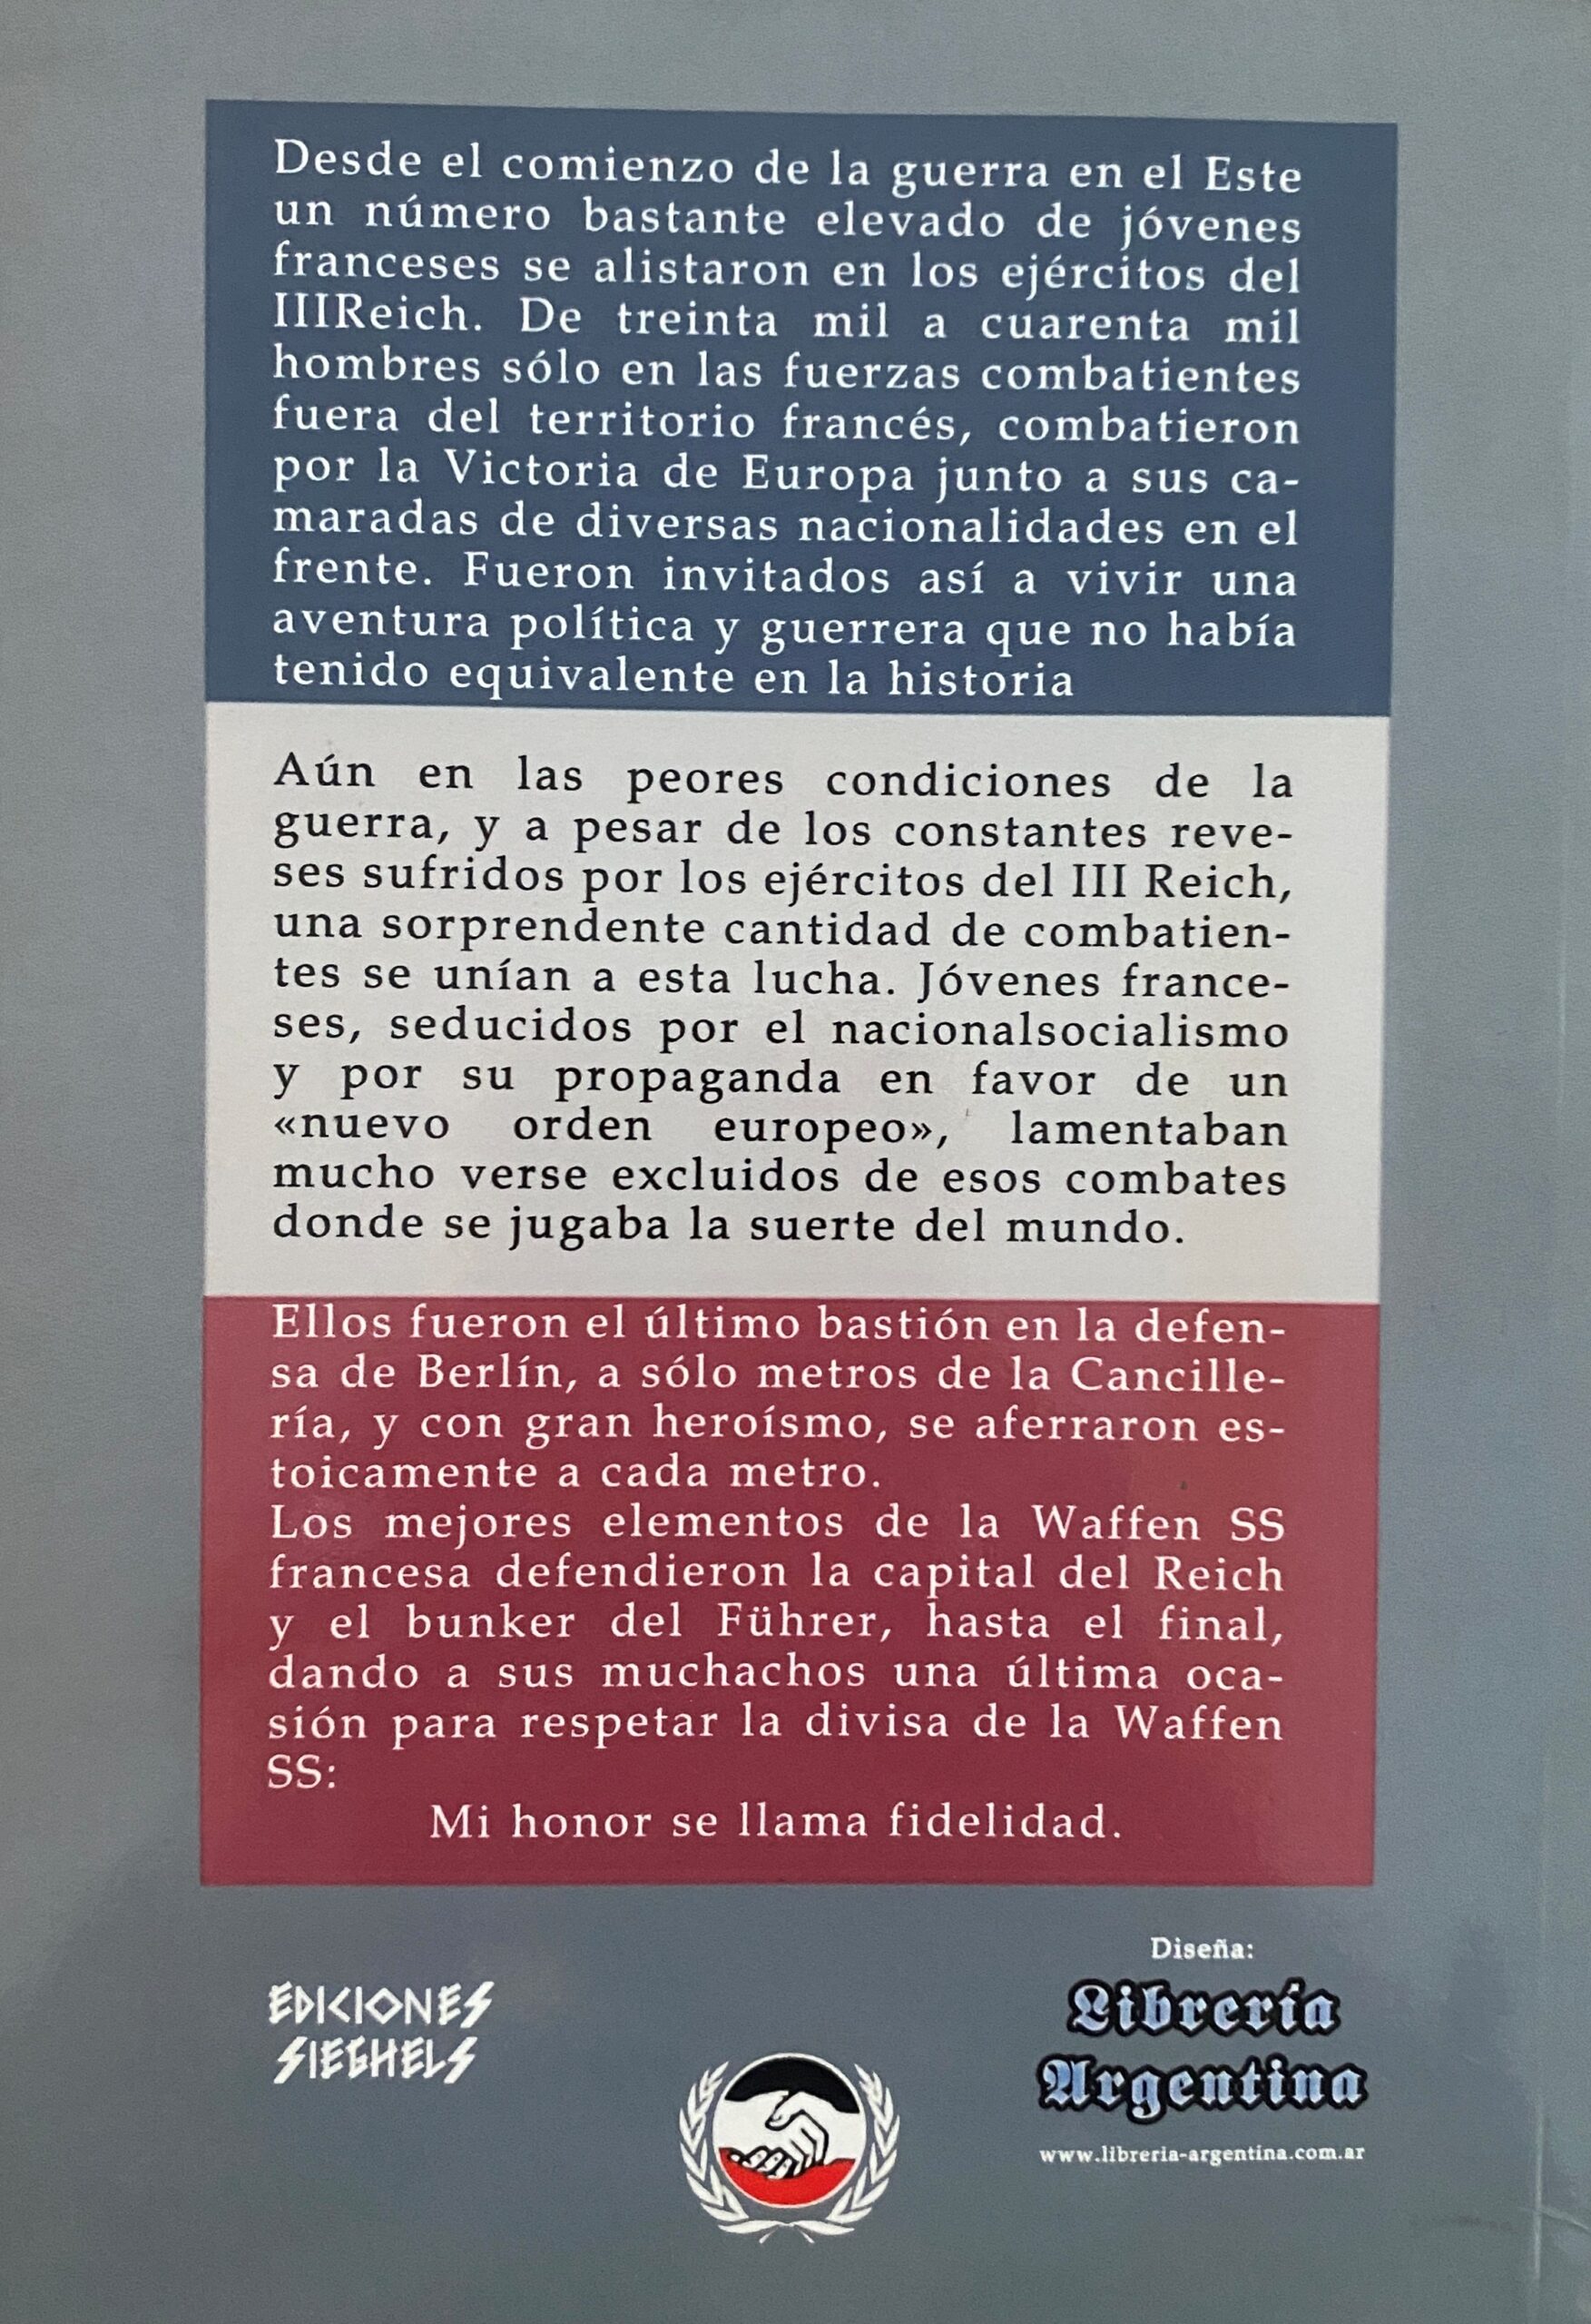 Desde el comienzo de la guerra en el Este
un número bastante elevado de jóvenes
franceses se alistaron en los ejércitos del
IIIReich. De treinta mil a cuarenta mil
hombres sólo en las fuerzas combatientes
fuera del territorio francés, combatieron
por la Victoria de Europa junto a sus ca-
maradas de diversas nacionalidades en el
frente. Fueron invitados así a vivir una
aventura política y guerrera que no había
tenido equivalente en la historia
Aún en las peores condiciones de la
guerra, y a pesar de los constantes reve-
ses sufridos por los ejércitos del III Reich,
una sorprendente cantidad de combatien-
tes se unían a esta lucha. Jóvenes france-
ses, seducidos por el nacionalsocialismo
y por su propaganda en favor de un
«nuevo orden europeo», lamentaban
mucho verse excluidos de esos combates
donde se jugaba la suerte del mundo.
Ellos fueron el último bastión en la defen-
sa de Berlín, a sólo metros de la Cancille-
ría, y con gran heroísmo, se aferraron es-
toicamente a cada metro.
Los mejores elementos de la Waffen SS
francesa defendieron la capital del Reich
y el bunker del Führer, hasta el final,
dando a sus muchachos una última oca-
sión para respetar la divisa de la Waffen
SS:
Mi honor se llama fidelidad.
EDICIONES
SIEGHELS
Diseña:
Librería
Argentina
www.libreria-argentina.com.ar